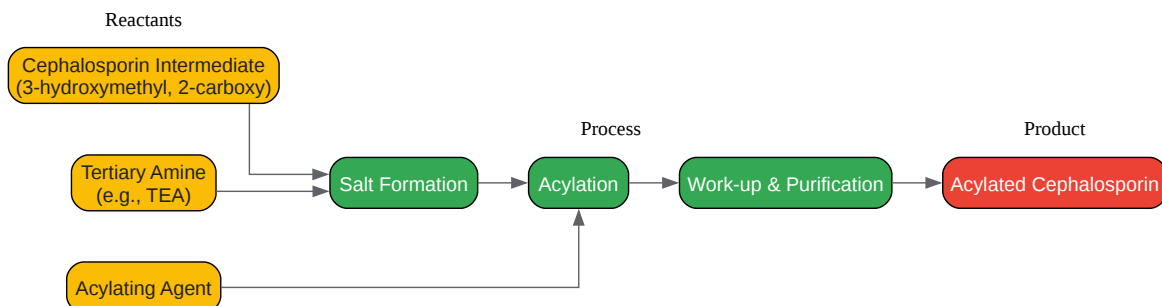 Reactants
Cephalosporin Intermediate
(3-hydroxymethyl, 2-carboxy)
Process
Product
Tertiary Amine
(e.g., TEA)
Salt Formation
Acylation
Work-up & Purification
Acylated Cephalosporin
Acylating Agent